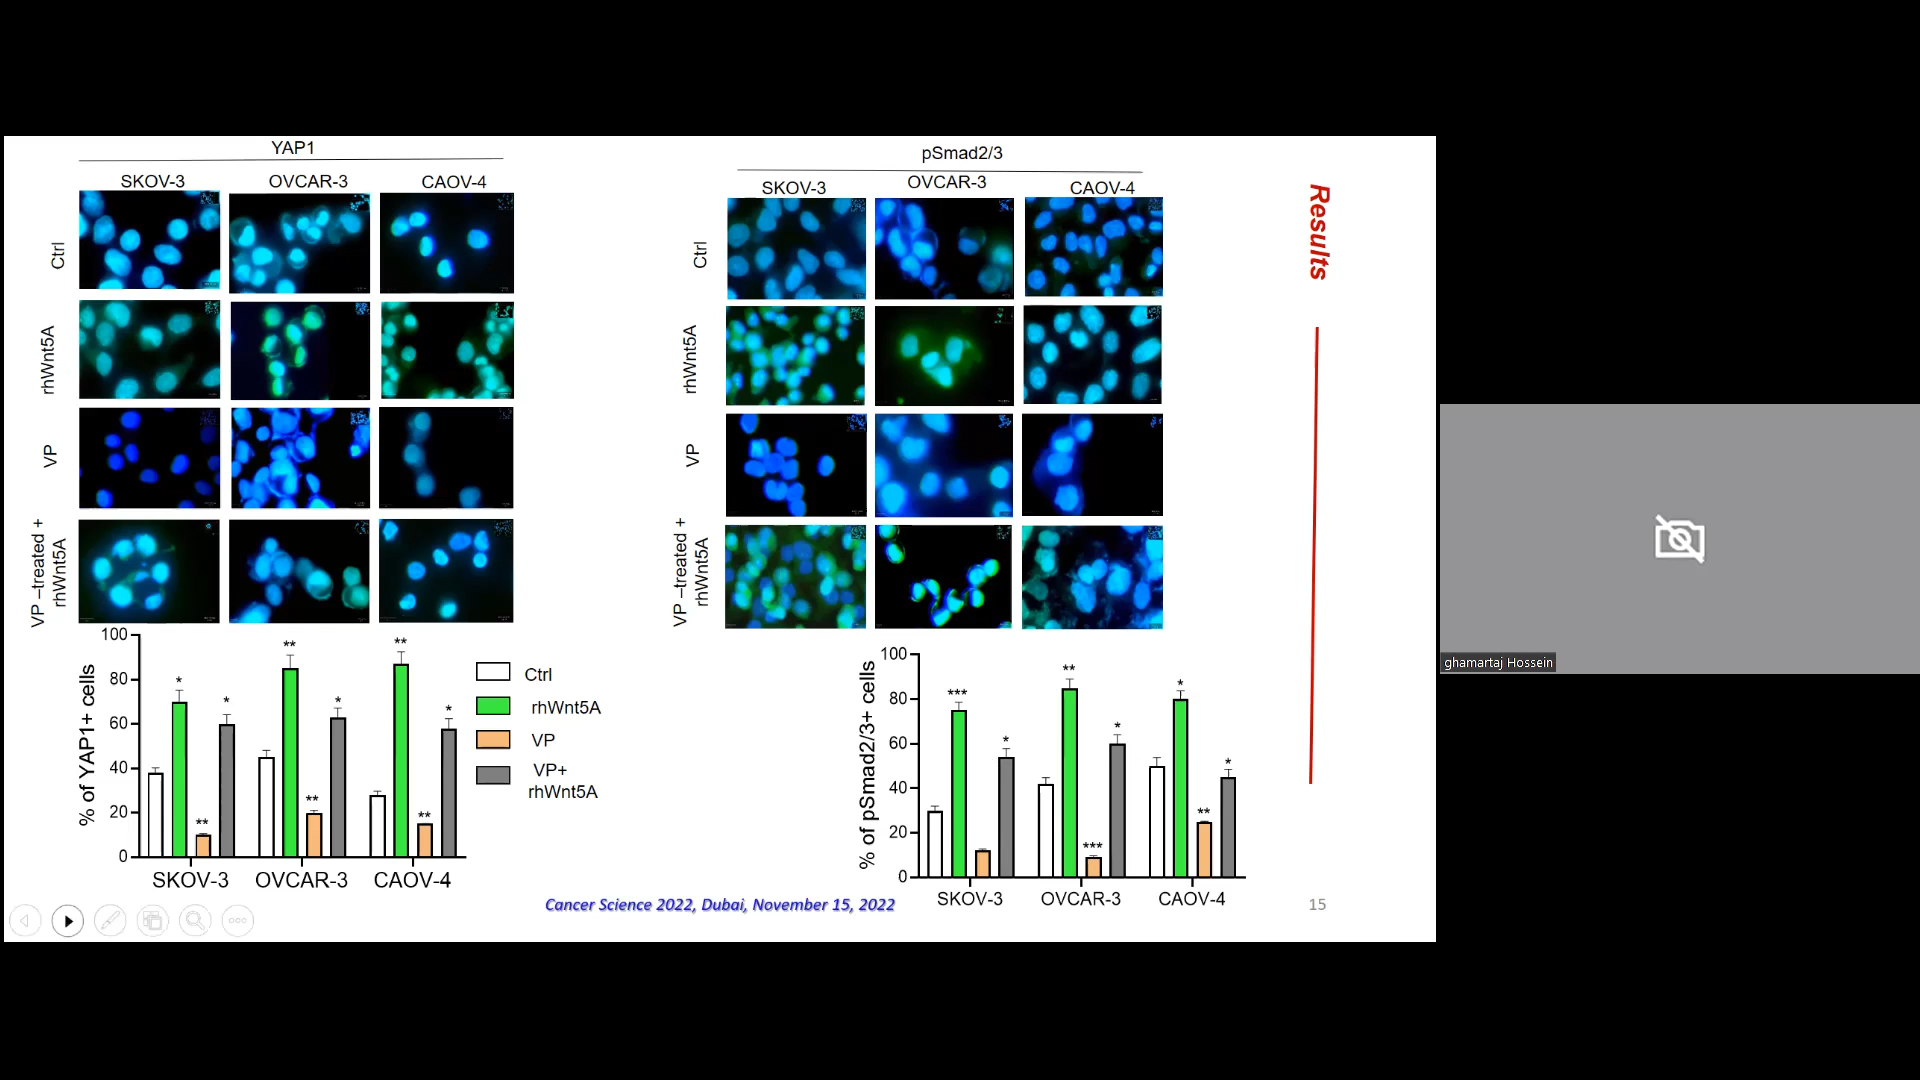 YAP1
SKOV-3 OVCAR-3 CAOV-4
Ctrl
rhWnt5A
VP
VP –treated +
rhWnt5A
% of YAP1+ cells
100
80
60
40
20
0
* ** * ** ** * ** ** *
SKOV-3 OVCAR-3 CAOV-4
Ctrl
rhWnt5A
VP
VP+
rhWnt5A
pSmad2/3
SKOV-3 OVCAR-3 CAOV-4
Ctrl
rhWnt5A
VP
VP –treated +
rhWnt5A
% of pSmad2/3+ cells
100
80
60
40
20
0
*** * ** *** * * ** *
SKOV-3 OVCAR-3 CAOV-4
Results
Cancer Science 2022, Dubai, November 15, 2022
15
ghamartaj Hossein